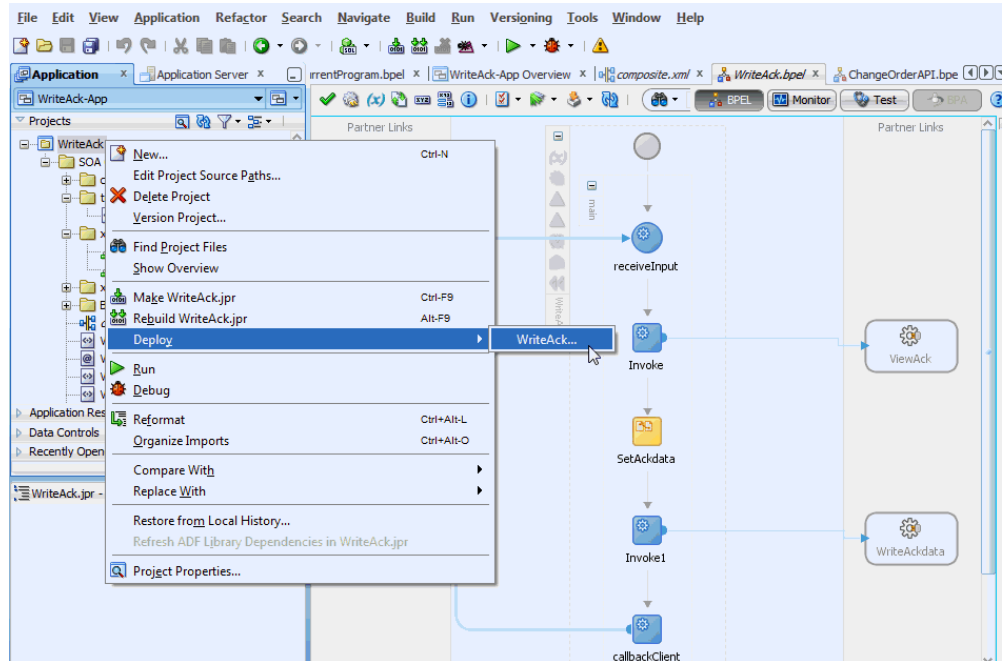 File Edit View Application Refactor Search Navigate Build Run Versioning Tools Window Help
Application x Application Server x rrentProgram.bpel x WriteAck-App Overview x composite.xml x WriteAck.bpel x ChangeOrderAPI.bpe
WriteAck-App BPEL Monitor Test BPA
Projects
Partner Links
Partner Links
WriteAck
SOA
New... Ctrl-N
Edit Project Source Paths...
Delete Project
Version Project...
main
Find Project Files
Show Overview
receiveInput
Make WriteAck.jpr Ctrl-F9
Rebuild WriteAck.jpr Alt-F9
Deploy
WriteAck...
ViewAck
Invoke
Run
Debug
Application Res
Data Controls
Recently Open
Reformat Ctrl+Alt-L
Organize Imports Ctrl+Alt-O
SetAckdata
Compare With
Replace With
WriteAck.jpr -
Restore from Local History...
Refresh ADF Library Dependencies in WriteAck.jpr
WriteAckdata
Invoke1
Project Properties...
callbackClient